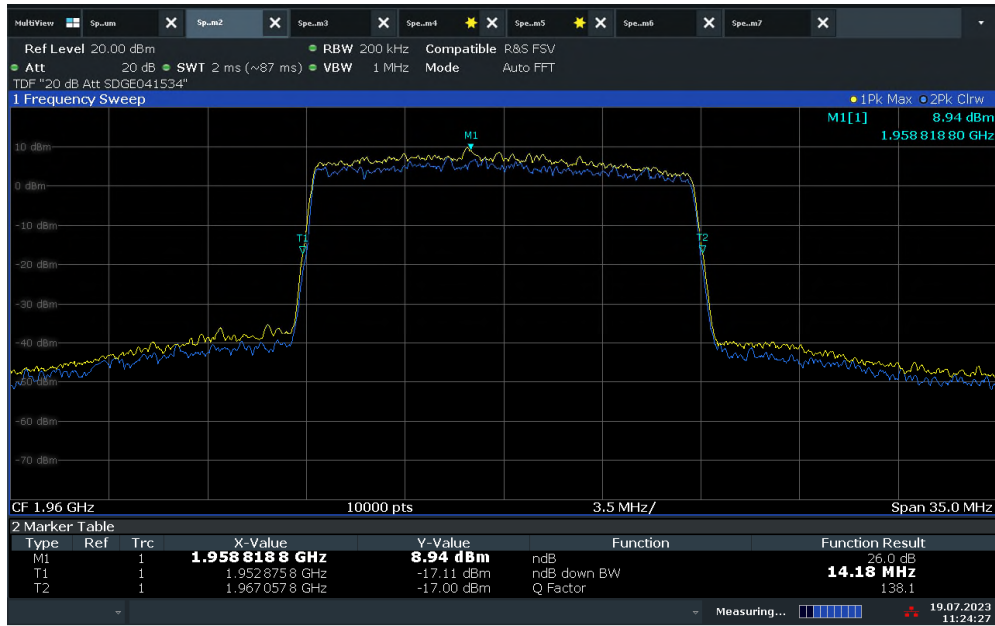 MultiView Sp..um Sp..m2 Spe..m3 Spe..m4 Spe..m5 Spe..m6 Spe..m7
Ref Level 20.00 dBm RBW 200 kHz Compatible R&S FSV
Att 20 dB SWT 2 ms (~87 ms) VBW 1 MHz Mode Auto FFT
TDF "20 dB Att SDGE041534"
1 Frequency Sweep 1Pk Max 2Pk Clrw
M1[1] 8.94 dBm
1.958 818 80 GHz
M1
10 dBm
0 dBm
-10 dBm
T1 T2
-20 dBm
-30 dBm
-40 dBm
-50 dBm
-60 dBm
-70 dBm
CF 1.96 GHz 10000 pts 3.5 MHz/ Span 35.0 MHz
2 Marker Table
Type Ref Trc X-Value Y-Value Function Function Result
M1 1 1.958 818 8 GHz 8.94 dBm ndB 26.0 dB
T1 1 1.952 875 8 GHz -17.11 dBm ndB down BW 14.18 MHz
T2 1 1.967 057 8 GHz -17.00 dBm Q Factor 138.1
Measuring... 19.07.2023
11:24:27